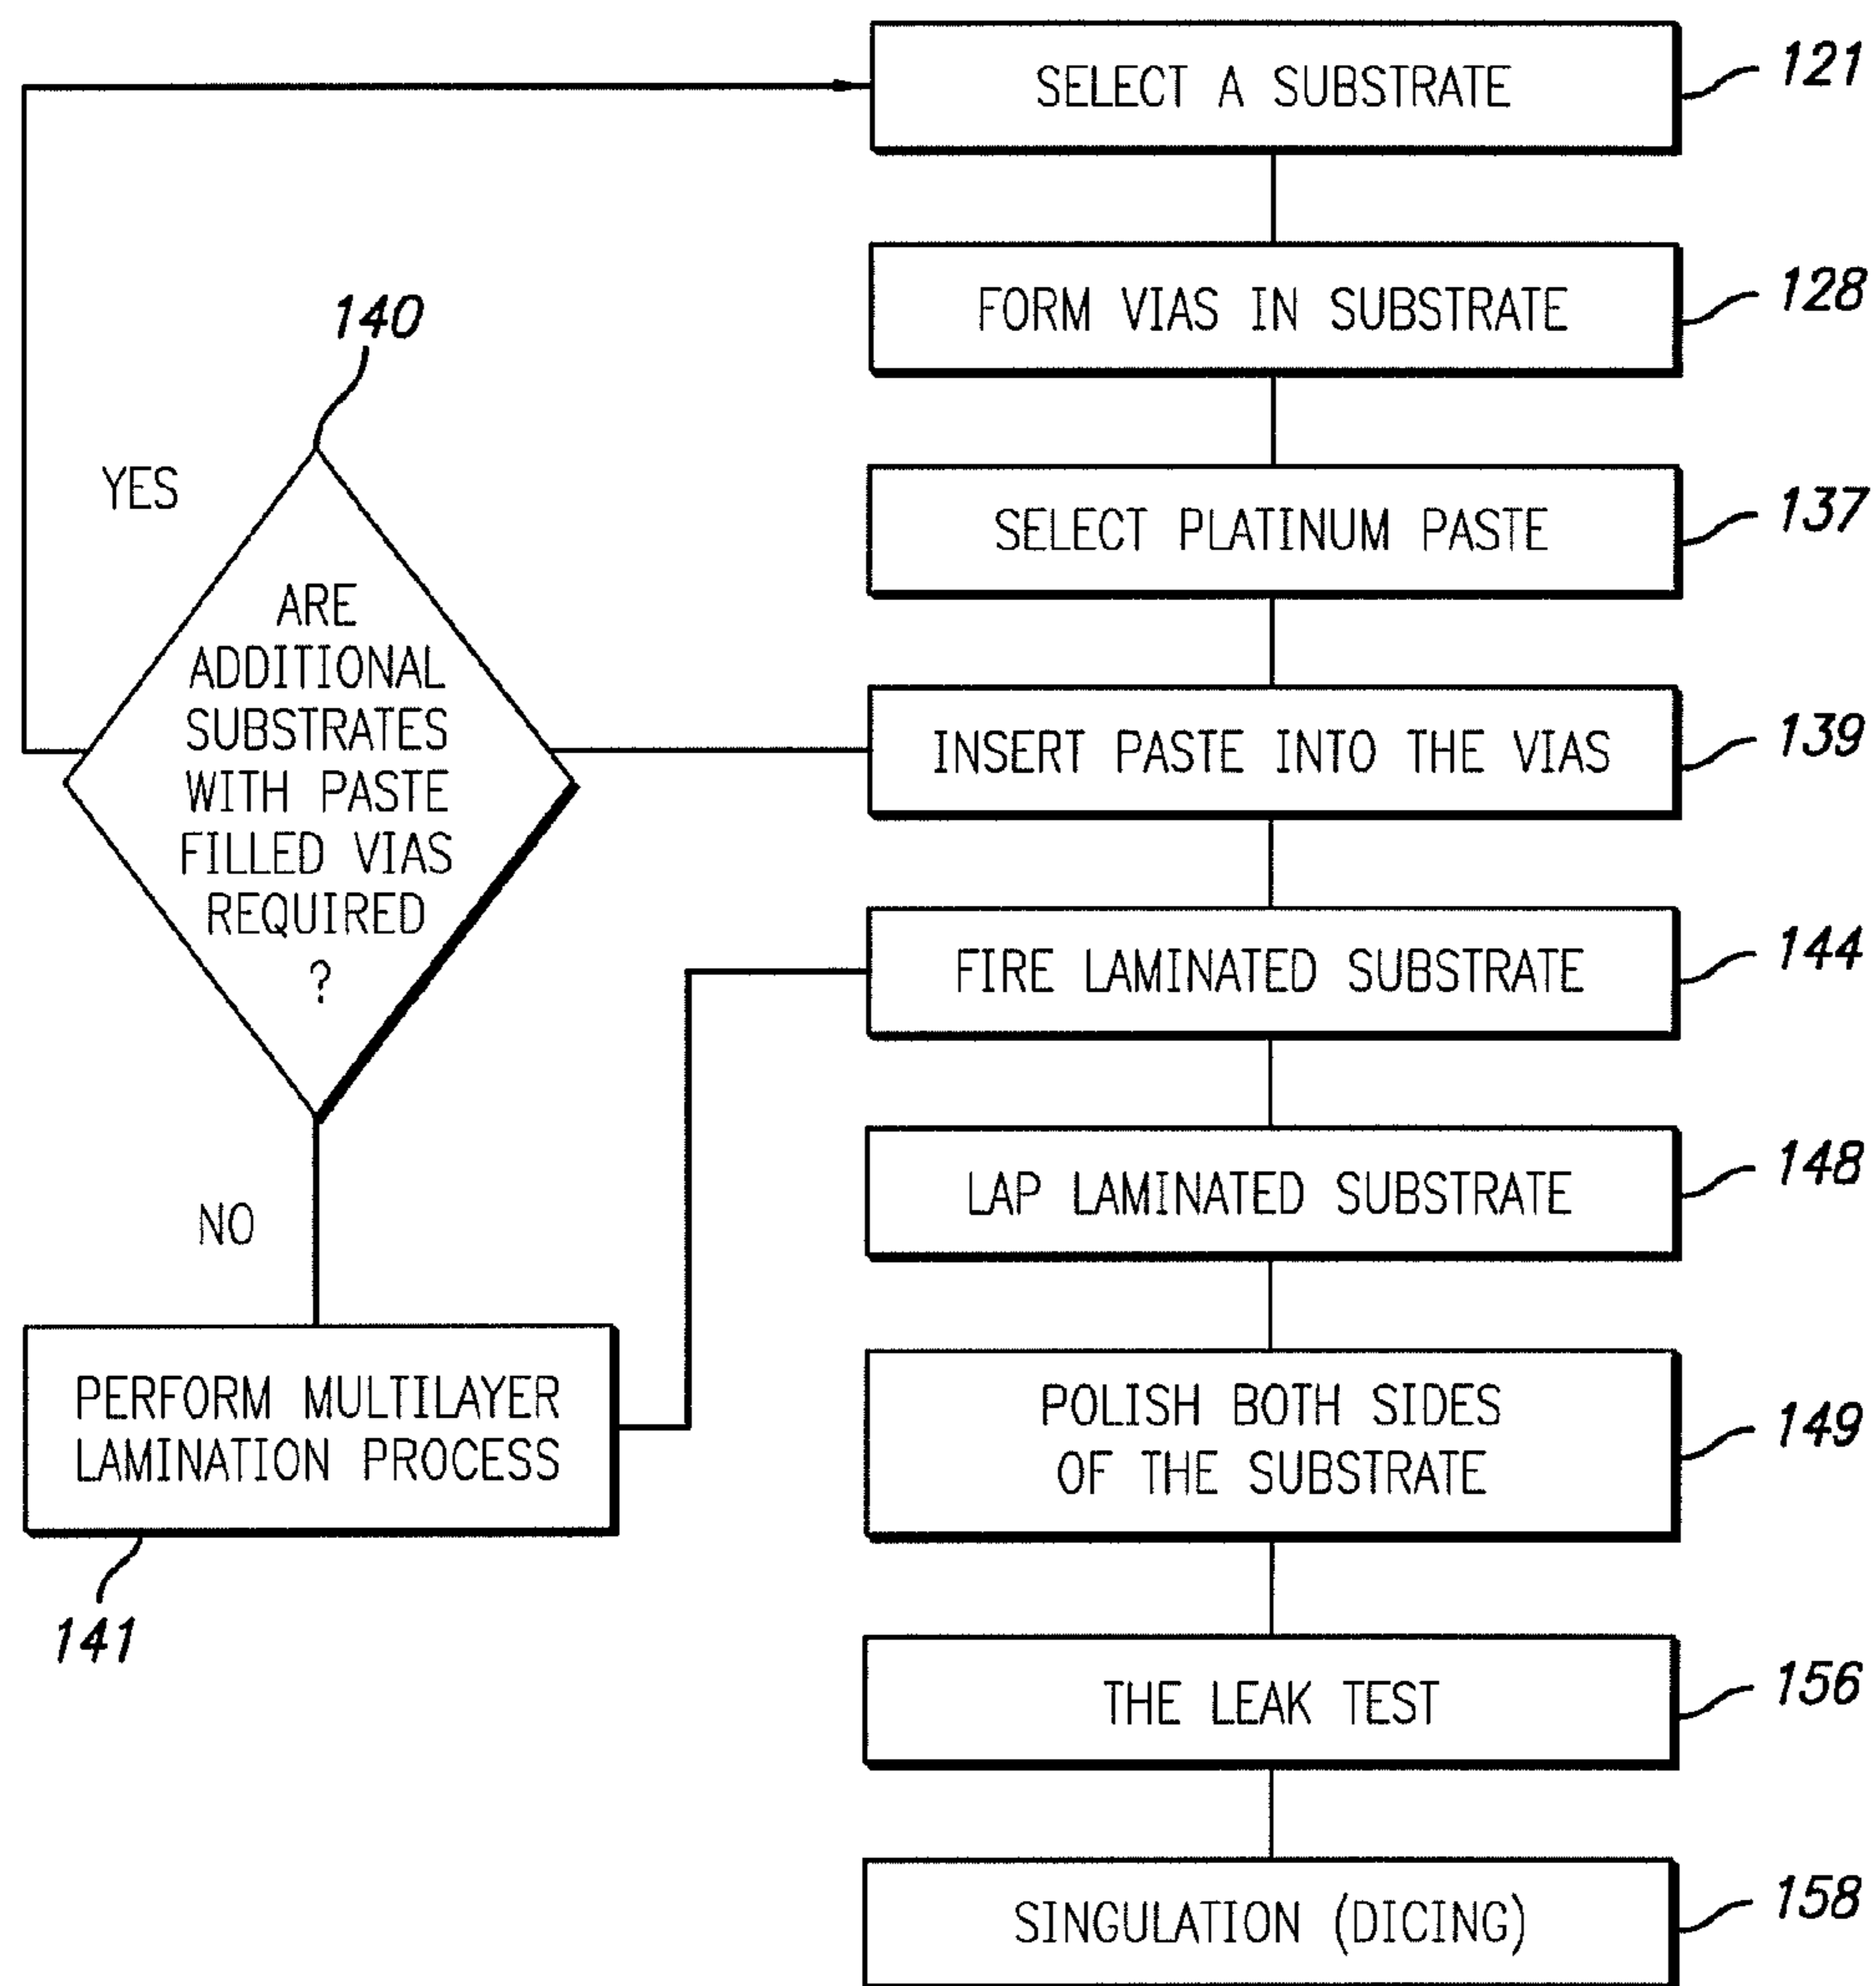 SELECT A SUBSTRATE
121
FORM VIAS IN SUBSTRATE
128
SELECT PLATINUM PASTE
137
INSERT PASTE INTO THE VIAS
139
140
YES
ARE
ADDITIONAL
SUBSTRATES
WITH PASTE
FILLED VIAS
REQUIRED
?
NO
PERFORM MULTILAYER
LAMINATION PROCESS
141
FIRE LAMINATED SUBSTRATE
144
LAP LAMINATED SUBSTRATE
148
POLISH BOTH SIDES
OF THE SUBSTRATE
149
THE LEAK TEST
156
SINGULATION (DICING)
158